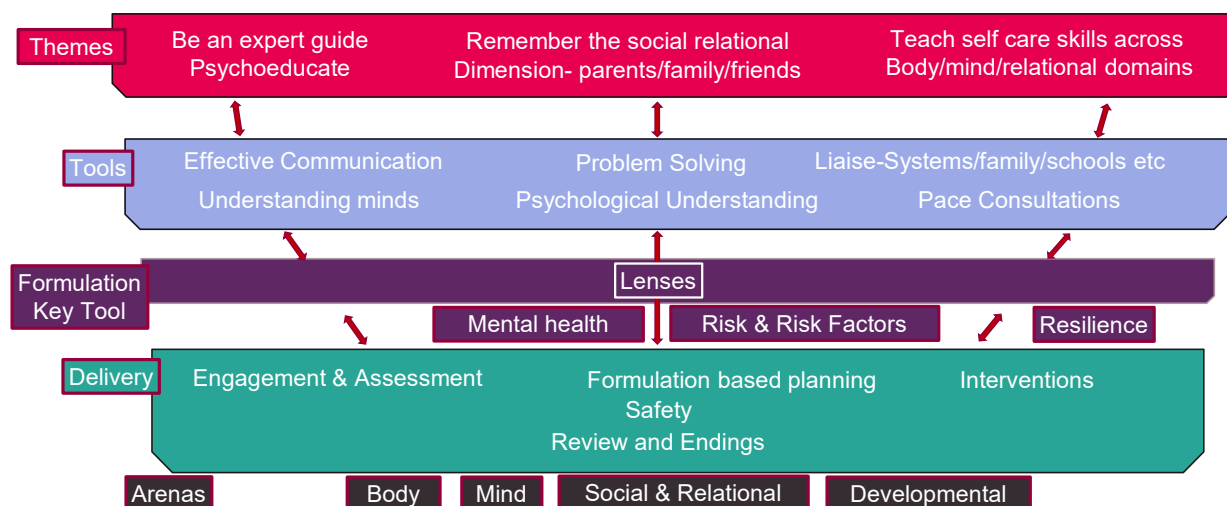 Themes
Be an expert guide
Psychoeducate
Remember the social relational
Dimension- parents/family/friends
Teach self care skills across
Body/mind/relational domains
Tools
Effective Communication
Understanding minds
Problem Solving
Psychological Understanding
Liaise-Systems/family/schools etc
Pace Consultations
Formulation
Key Tool
Lenses
Mental health
Risk & Risk Factors
Resilience
Delivery
Engagement & Assessment
Formulation based planning
Safety
Review and Endings
Interventions
Arenas
Body
Mind
Social & Relational
Developmental